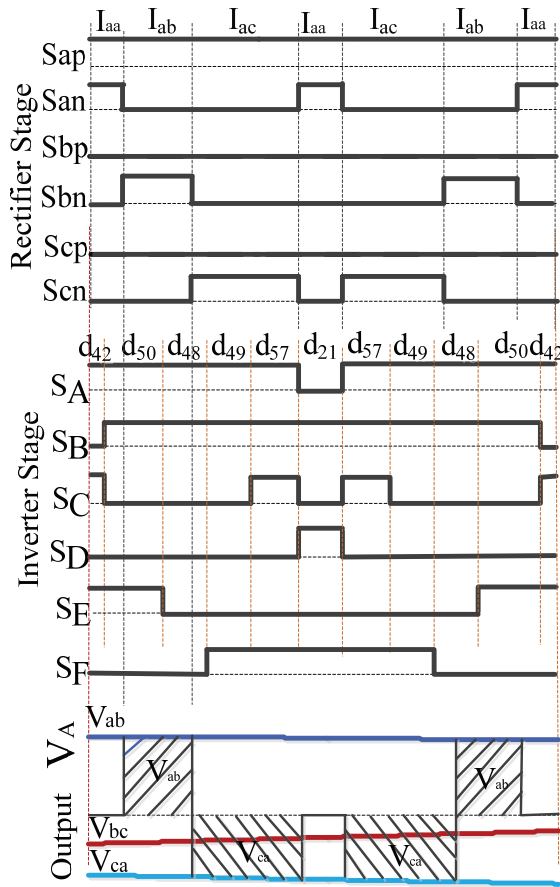 Iaa Iab Iac Iaa Iac Iab Iaa
Rectifier Stage
Sap
San
Sbp
Sbn
Scp
Scn
d42 d50 d48 d49 d57 d21 d57 d49 d48 d50 d42
Inverter Stage
SA
SB
SC
SD
SE
SF
Output VA
Vab
Vab
Vab
Vbc
Vca
Vca
Vca